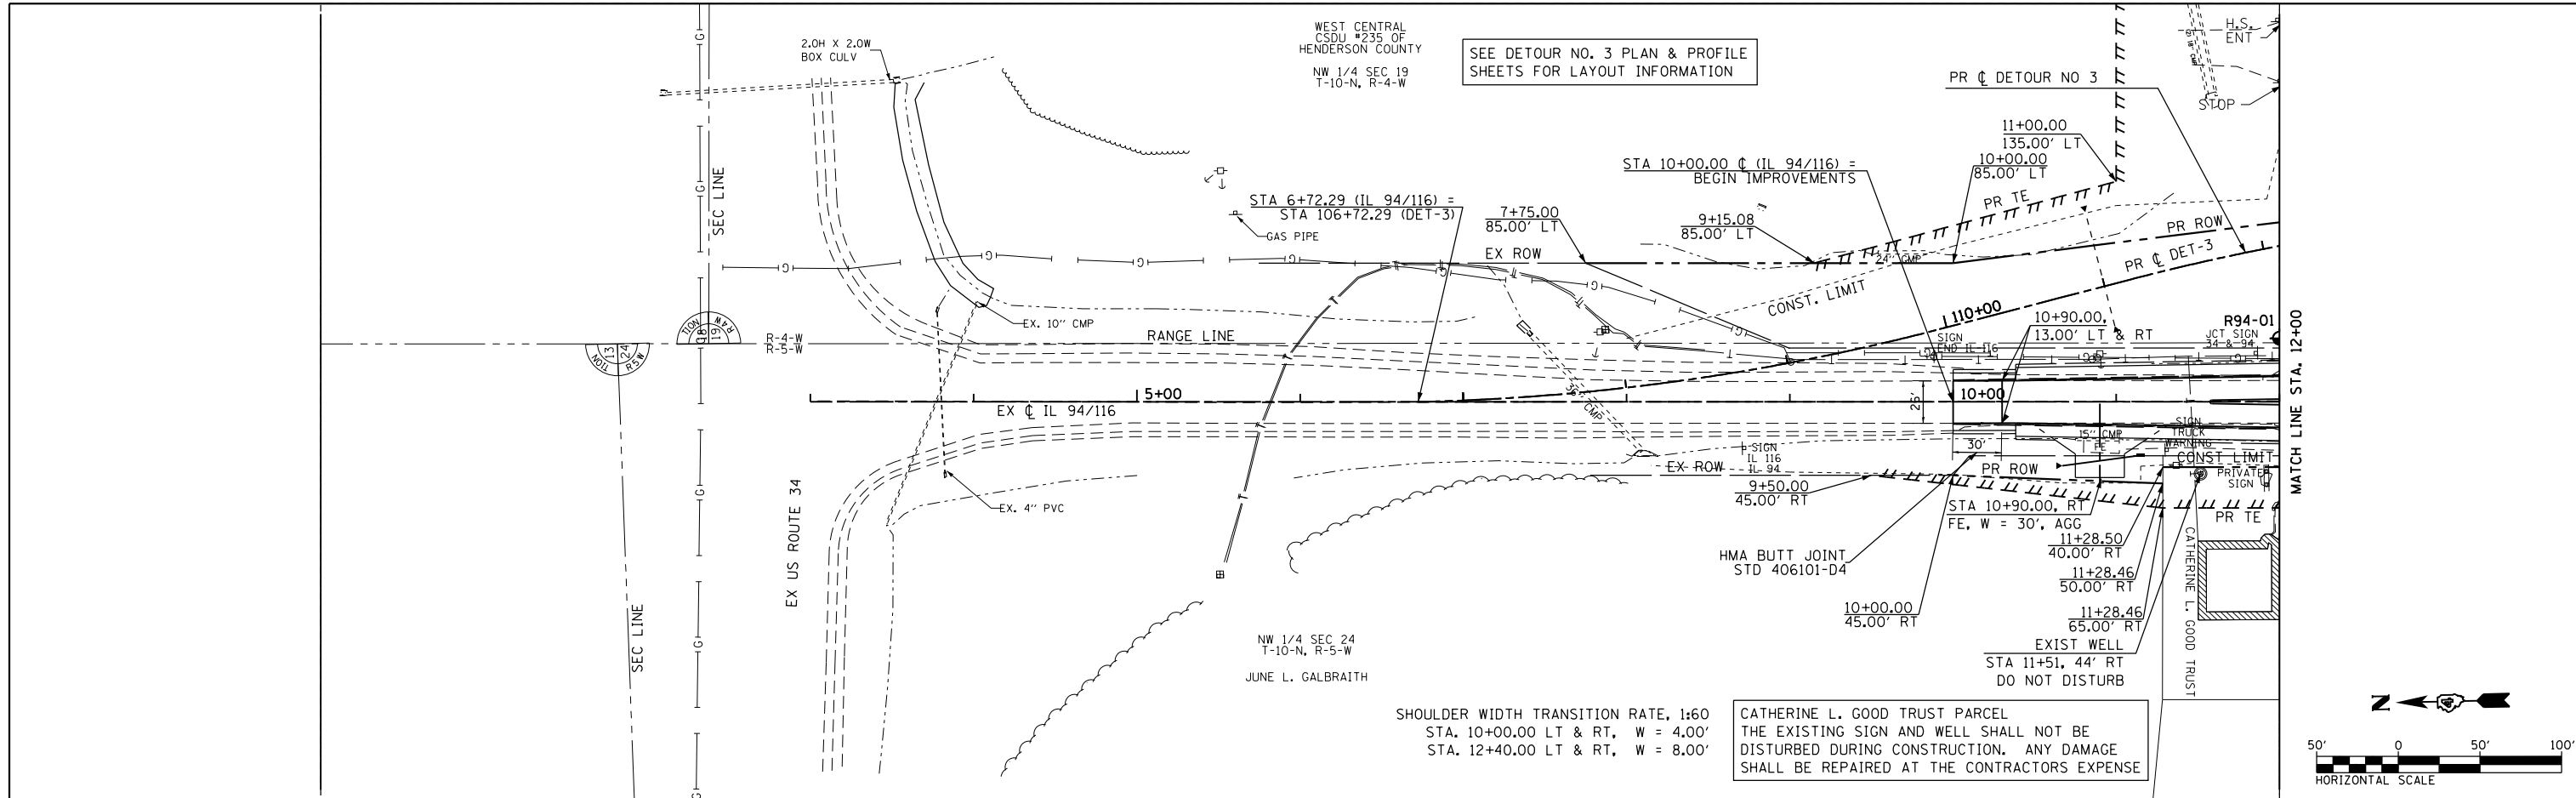 WEST CENTRAL
CSDU #235 OF
HENDERSON COUNTY
NW 1/4 SEC 19
T-10-N, R-4-W
SEE DETOUR NO. 3 PLAN & PROFILE
SHEETS FOR LAYOUT INFORMATION
2.0H X 2.0W
BOX CULV
H.S.
ENT
STOP
PR ℄ DETOUR NO 3
11+00.00
135.00' LT
10+00.00
85.00' LT
STA 10+00.00 ℄ (IL 94/116) =
BEGIN IMPROVEMENTS
STA 6+72.29 (IL 94/116) =
STA 106+72.29 (DET-3)
7+75.00
85.00' LT
9+15.08
85.00' LT
PR TE
PR ROW
PR ℄ DET-3
GAS PIPE
EX ROW
24" CMP
CONST. LIMIT
110+00
SEC LINE
G
G
G
G
G
G
G
G
G
G
G
G
EX. 10" CMP
RANGE LINE
R-4-W
R-5-W
TION
18
19
R4W
TION
13
24
R5W
10+90.00,
13.00' LT & RT
R94-01
JCT SIGN
34 & 94
SIGN
END IL-116
MATCH LINE STA. 12+00
5+00
EX ℄ IL 94/116
10+00
26'
T
T
T
T
36" CMP
30'
15" CMP
FE
SIGN
TRUCK
WARNING
CONST LIMIT
PRIVATE
SIGN
SIGN
IL 116
IL 94
EX ROW
PR ROW
9+50.00
45.00' RT
STA 10+90.00, RT
FE, W = 30', AGG
PR TE
EX. 4" PVC
EX US ROUTE 34
HMA BUTT JOINT
STD 406101-D4
11+28.50
40.00' RT
11+28.46
50.00' RT
11+28.46
65.00' RT
10+00.00
45.00' RT
CATHERINE L. GOOD TRUST
EXIST WELL
STA 11+51, 44' RT
DO NOT DISTURB
SEC LINE
NW 1/4 SEC 24
T-10-N, R-5-W
JUNE L. GALBRAITH
SHOULDER WIDTH TRANSITION RATE, 1:60
STA. 10+00.00 LT & RT, W = 4.00'
STA. 12+40.00 LT & RT, W = 8.00'
CATHERINE L. GOOD TRUST PARCEL
THE EXISTING SIGN AND WELL SHALL NOT BE
DISTURBED DURING CONSTRUCTION. ANY DAMAGE
SHALL BE REPAIRED AT THE CONTRACTORS EXPENSE
N
50' 0 50' 100'
HORIZONTAL SCALE